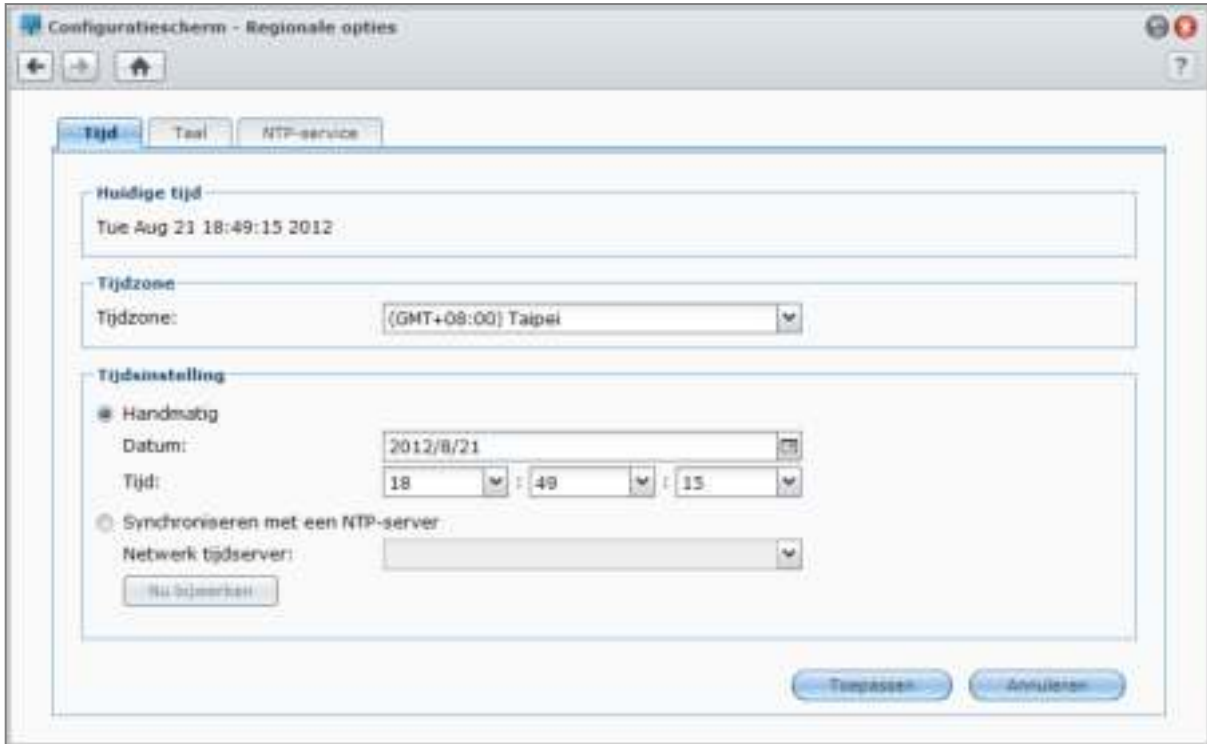 Configuratiescherm - Regionale opties
?
Tijd Taal NTP-service
Huidige tijd
Tue Aug 21 18:49:15 2012
Tijdzone
Tijdzone: (GMT+08:00) Taipei
Tijdsinstelling
Handmatig
Datum: 2012/8/21
Tijd: 18 : 49 : 15
Synchroniseren met een NTP-server
Netwerk tijdserver:
Nu bijwerken
Toepassen Annuleren